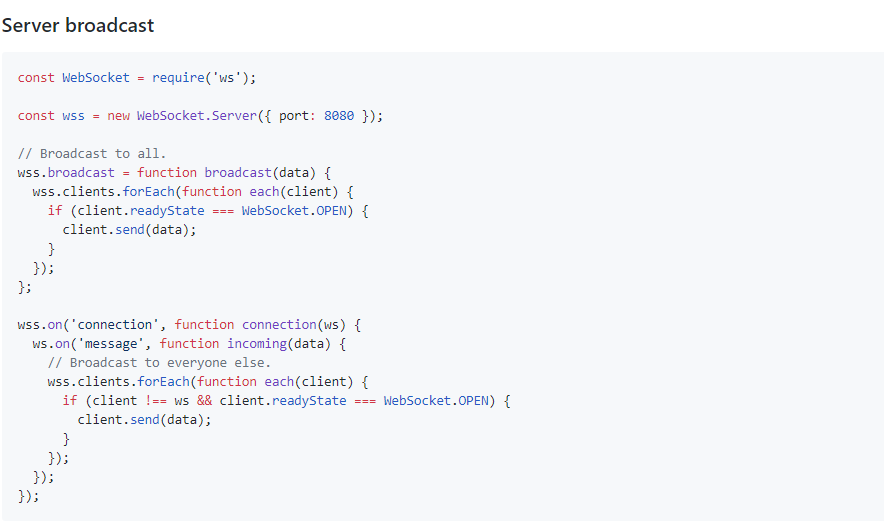 Server broadcast
const WebSocket = require('ws');
const wss = new WebSocket.Server({ port: 8080 });
// Broadcast to all.
wss.broadcast = function broadcast(data) {
  wss.clients.forEach(function each(client) {
    if (client.readyState === WebSocket.OPEN) {
      client.send(data);
    }
  });
};
wss.on('connection', function connection(ws) {
  ws.on('message', function incoming(data) {
    // Broadcast to everyone else.
    wss.clients.forEach(function each(client) {
      if (client !== ws && client.readyState === WebSocket.OPEN) {
        client.send(data);
      }
    });
  });
});